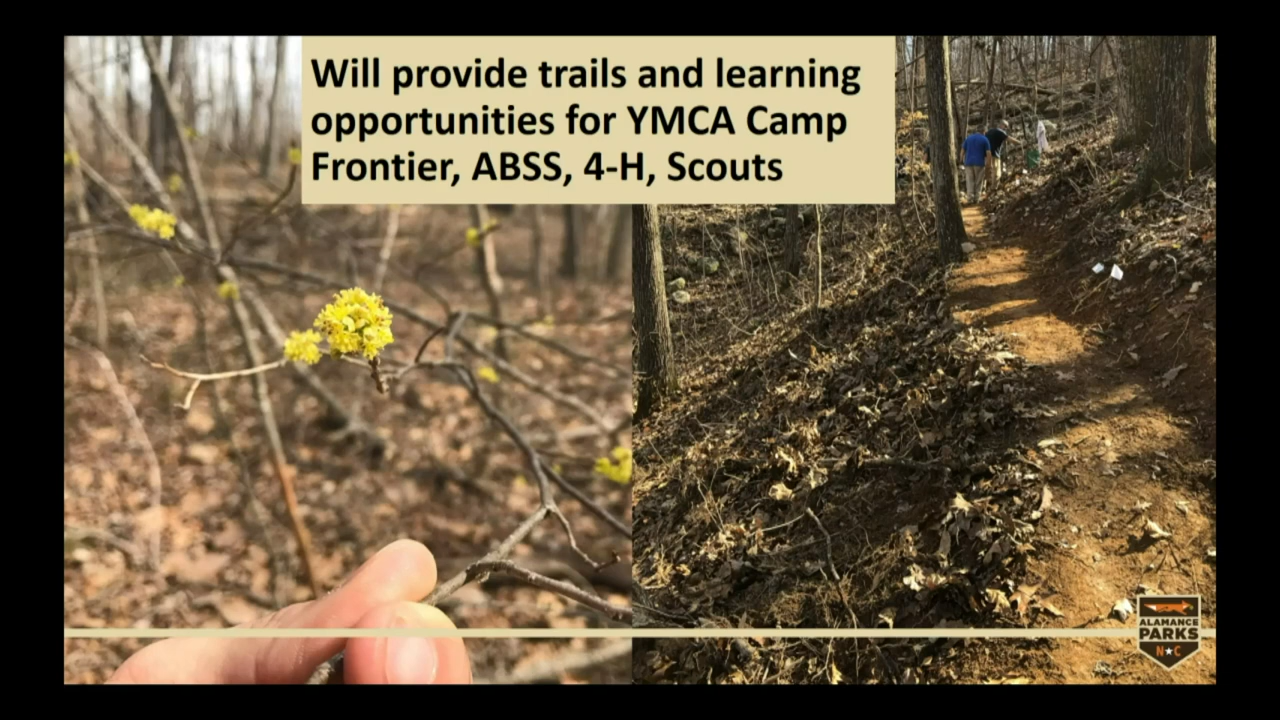 Will provide trails and learning
opportunities for YMCA Camp
Frontier, ABSS, 4-H, Scouts
ALAMANCE
PARKS
N★C